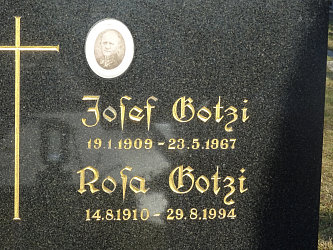 Josef Gotzi
19.1.1909 - 23.5.1967
Rosa Gotzi
14.8.1910 - 29.8.1994